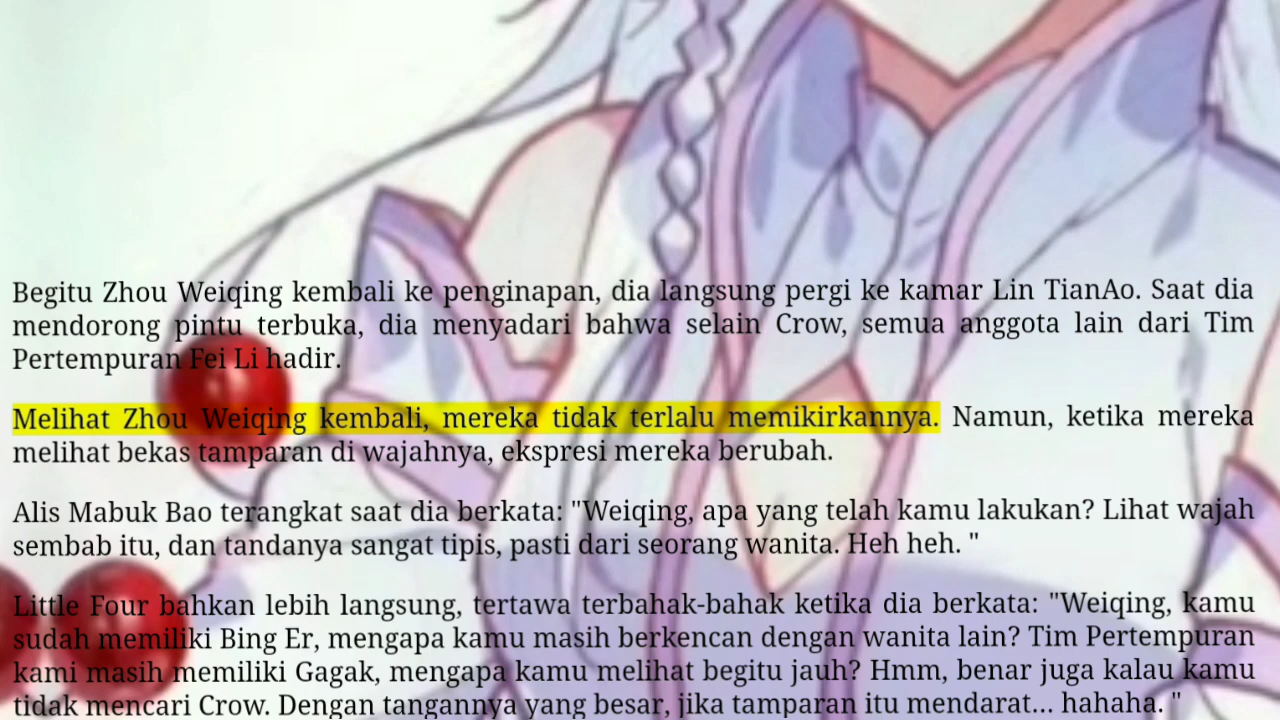 Begitu Zhou Weiqing kembali ke penginapan, dia langsung pergi ke kamar Lin TianAo. Saat dia
mendorong pintu terbuka, dia menyadari bahwa selain Crow, semua anggota lain dari Tim
Pertempuran Fei Li hadir.
Melihat Zhou Weiqing kembali, mereka tidak terlalu memikirkannya. Namun, ketika mereka
melihat bekas tamparan di wajahnya, ekspresi mereka berubah.
Alis Mabuk Bao terangkat saat dia berkata: "Weiqing, apa yang telah kamu lakukan? Lihat wajah
sembab itu, dan tandanya sangat tipis, pasti dari seorang wanita. Heh heh. "
Little Four bahkan lebih langsung, tertawa terbahak-bahak ketika dia berkata: "Weiqing, kamu
sudah memiliki Bing Er, mengapa kamu masih berkencan dengan wanita lain? Tim Pertempuran
kami masih memiliki Gagak, mengapa kamu melihat begitu jauh? Hmm, benar juga kalau kamu
tidak mencari Crow. Dengan tangannya yang besar, jika tamparan itu mendarat... hahaha. "